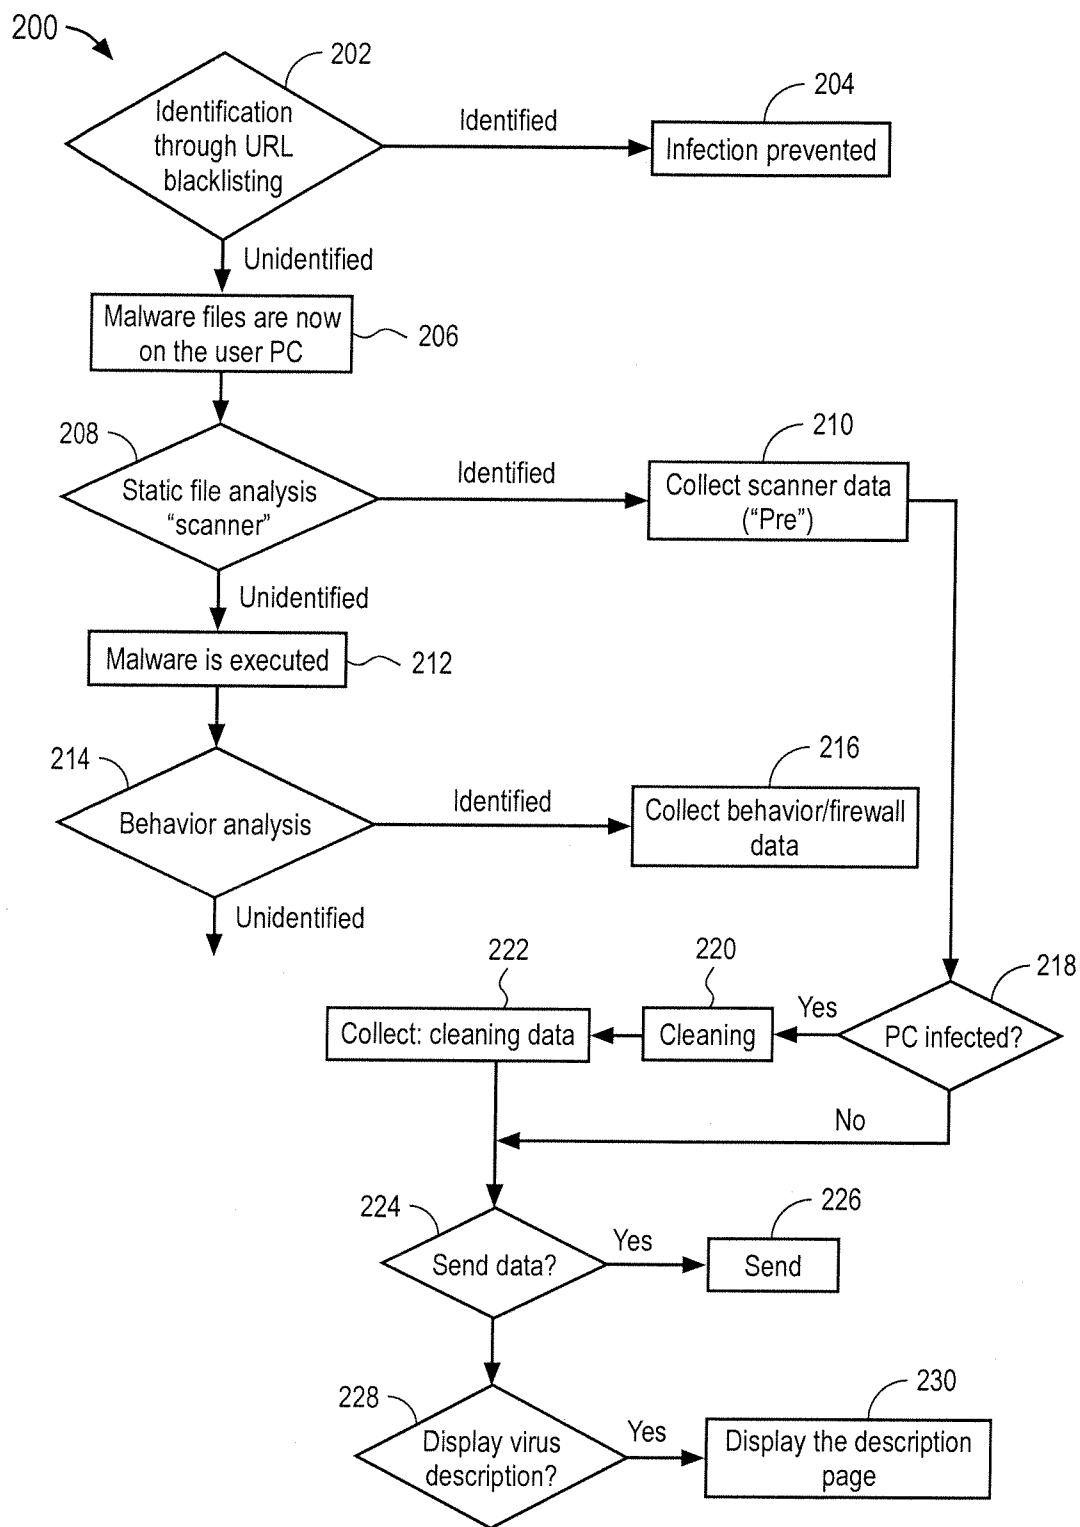 200
202
Identification
through URL
blacklisting
Identified
204
Infection prevented
Unidentified
Malware files are now
on the user PC
206
208
Static file analysis
“scanner”
Identified
210
Collect scanner data
(“Pre”)
Unidentified
Malware is executed
212
214
Behavior analysis
Identified
216
Collect behavior/firewall
data
Unidentified
222
220
218
Collect: cleaning data
Cleaning
Yes
PC infected?
No
224
Send data?
Yes
226
Send
228
Display virus
description?
Yes
230
Display the description
page